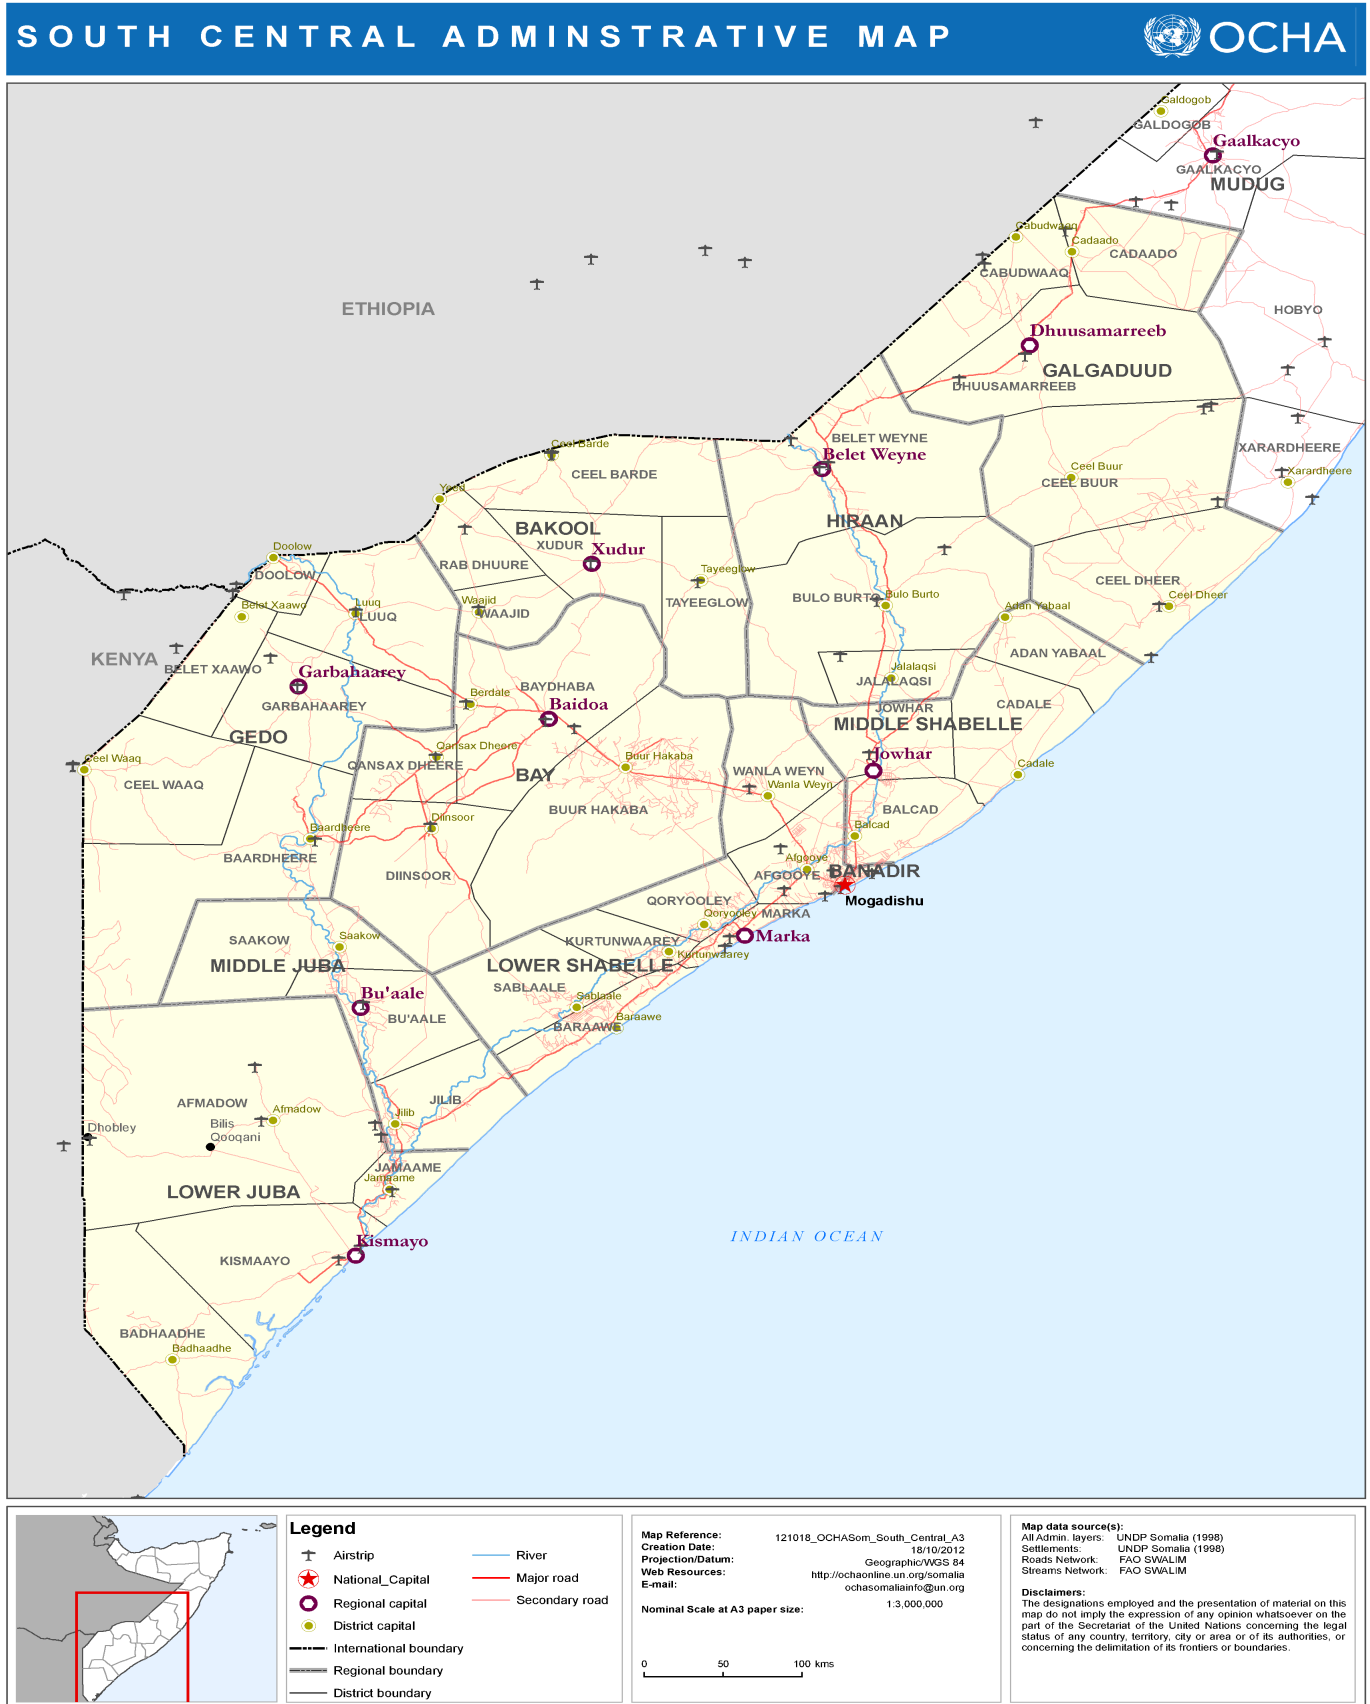 SOUTH CENTRAL ADMINSTRATIVE MAP
OCHA
Galdogob
GALDOGOB
Gaalkacyo
GAALKACYO
MUDUG
Cabudwaaq
Cadaado
CADAADO
CABUDWAAQ
ETHIOPIA
HOBYO
Dhuusamarreeb
GALGADUUD
DHUUSAMARREEB
BELET WEYNE
Belet Weyne
Ceel Barde
CEEL BARDE
XARARDHEERE
Xarardheere
Ceel Buur
CEEL BUUR
Yeed
HIRAAN
BAKOOL
XUDUR
Xudur
Doolow
DOOLOW
RAB DHUURE
Tayeeglow
TAYEEGLOW
CEEL DHEER
Ceel Dheer
BULO BURTO
Bulo Burto
Belet Xaawo
Luuq
LUUQ
Waajid
WAAJID
Adan Yabaal
ADAN YABAAL
KENYA
BELET XAAWO
Garbahaarey
GARBAHAAREY
Jalalaqsi
JALALAQSI
BAYDHABA
Berdale
Baidoa
JOWHAR
CADALE
MIDDLE SHABELLE
GEDO
Qansax Dheere
QANSAX DHEERE
Buur Hakaba
Jowhar
Ceel Waaq
CEEL WAAQ
BAY
WANLA WEYN
Wanla Weyn
Cadale
BUUR HAKABA
BALCAD
Balcad
Diinsoor
Baardheere
BAARDHEERE
DIINSOOR
Afgooye
AFGOOYE
BANADIR
Mogadishu
QORYOOLEY
Qoryooley
MARKA
Marka
SAAKOW
Saakow
KURTUNWAAREY
Kurtunwaarey
MIDDLE JUBA
LOWER SHABELLE
SABLAALE
Sablaale
Bu'aale
BU'AALE
BARAAWE
Baraawe
JILIB
Jilib
AFMADOW
Afmadow
Dhobley
Bilis
Qooqani
JAMAAME
Jamaame
LOWER JUBA
Kismayo
KISMAAYO
INDIAN OCEAN
BADHAADHE
Badhaadhe
Legend
Airstrip
National_Capital
Regional capital
District capital
International boundary
Regional boundary
District boundary
River
Major road
Secondary road
Map Reference: 121018_OCHASom_South_Central_A3
Creation Date: 18/10/2012
Projection/Datum: Geographic/WGS 84
Web Resources: http://ochaonline.un.org/somalia
E-mail: ochasomaliainfo@un.org
Nominal Scale at A3 paper size: 1:3,000,000
0 50 100 kms
Map data source(s):
All Admin. layers: UNDP Somalia (1998)
Settlements: UNDP Somalia (1998)
Roads Network: FAO SWALIM
Streams Network: FAO SWALIM
Disclaimers:
The designations employed and the presentation of material on this
map do not imply the expression of any opinion whatsoever on the
part of the Secretariat of the United Nations concerning the legal
status of any country, territory, city or area or of its authorities, or
concerning the delimitation of its frontiers or boundaries.